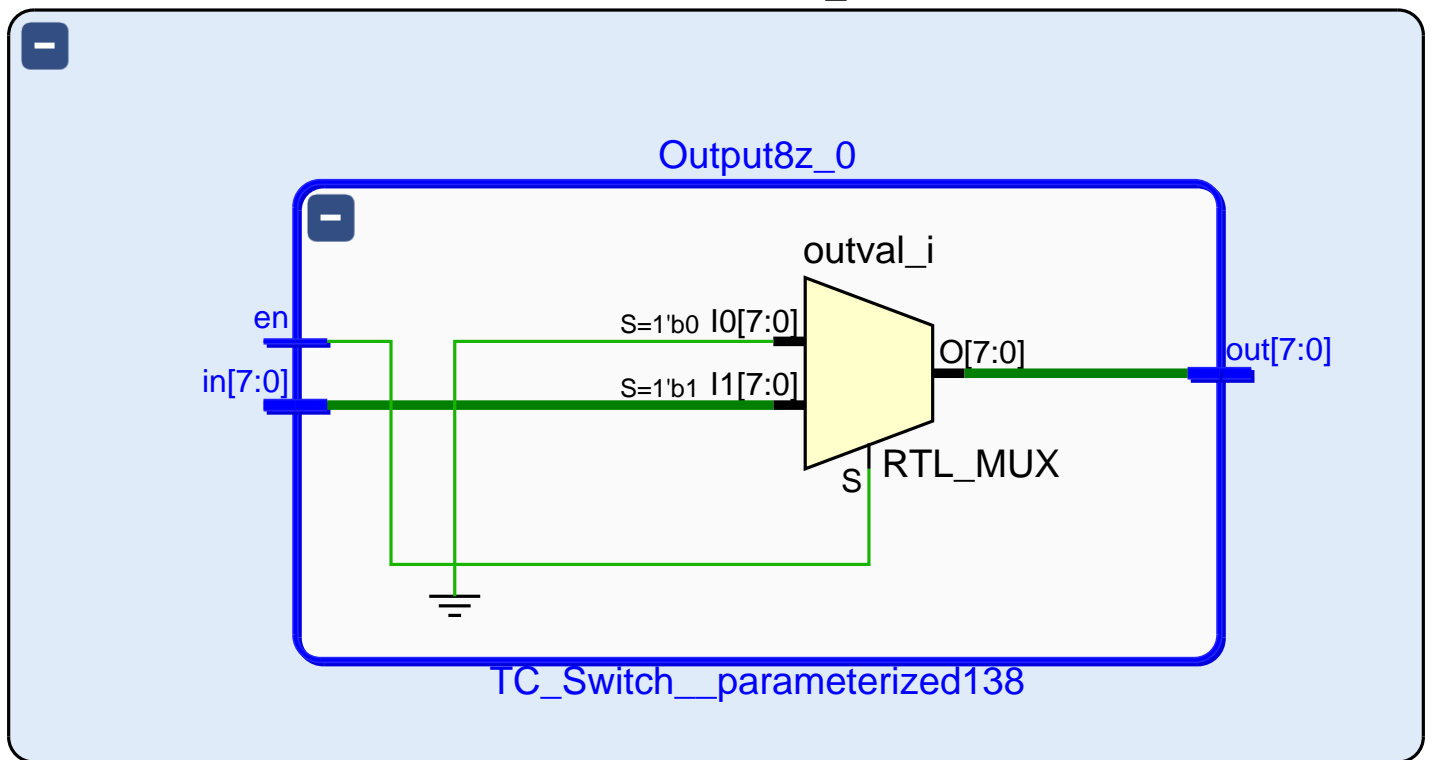 Output8z_0
outval_i
en
S=1'b0 I0[7:0]
O[7:0]
out[7:0]
in[7:0]
S=1'b1 I1[7:0]
S
RTL_MUX
TC_Switch__parameterized138